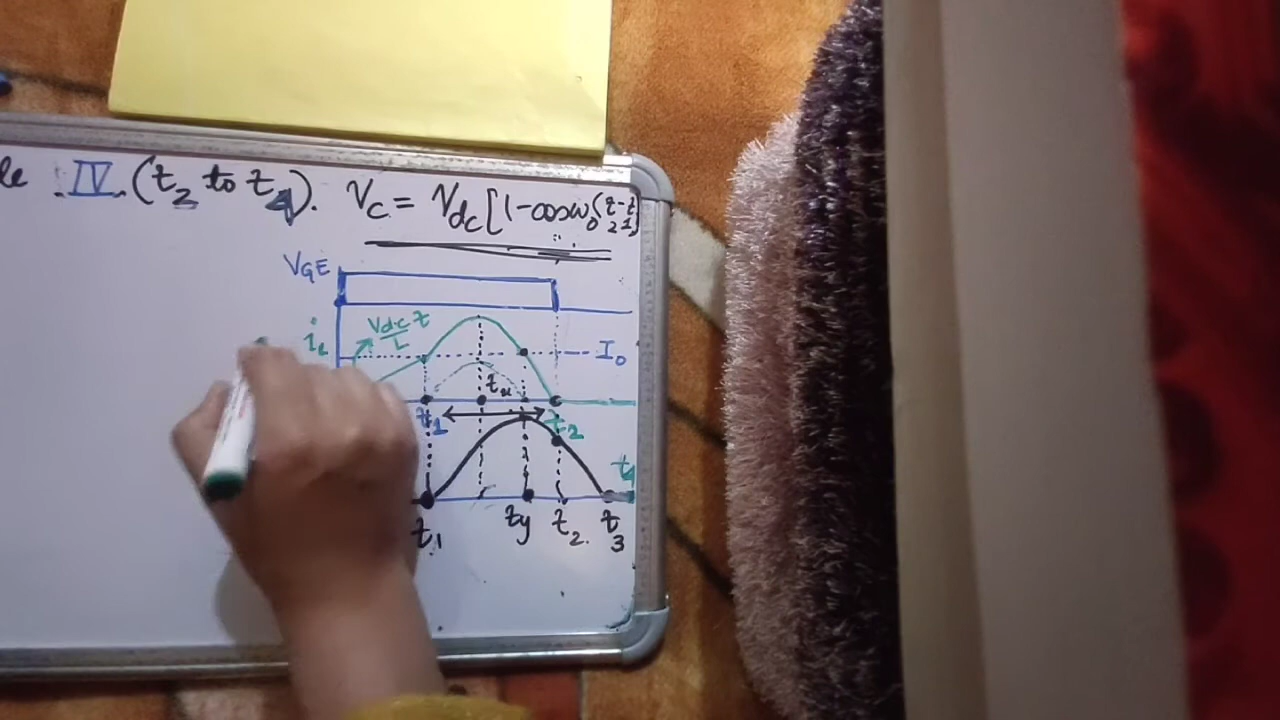 le IV. (t2 to t4). Vc = Vdc [1-cosω0(t2-t1)
VGE
iL Vdc/L t
I0
tx
t1 t2
t4
t1 ty t2. t3